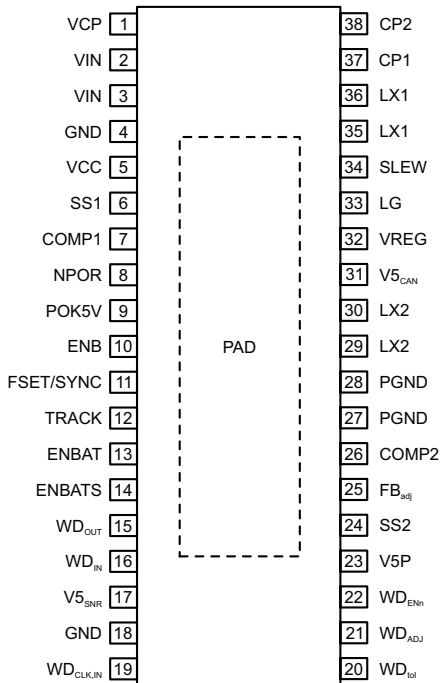 VCP 1
VIN 2
VIN 3
GND 4
VCC 5
SS1 6
COMP1 7
NPOR 8
POK5V 9
ENB 10
FSET/SYNC 11
TRACK 12
ENBAT 13
ENBATS 14
WDOUT 15
WDIN 16
V5SNR 17
GND 18
WDCLK,IN 19
PAD
38 CP2
37 CP1
36 LX1
35 LX1
34 SLEW
33 LG
32 VREG
31 V5CAN
30 LX2
29 LX2
28 PGND
27 PGND
26 COMP2
25 FBadj
24 SS2
23 V5P
22 WDENn
21 WDADJ
20 WDtol